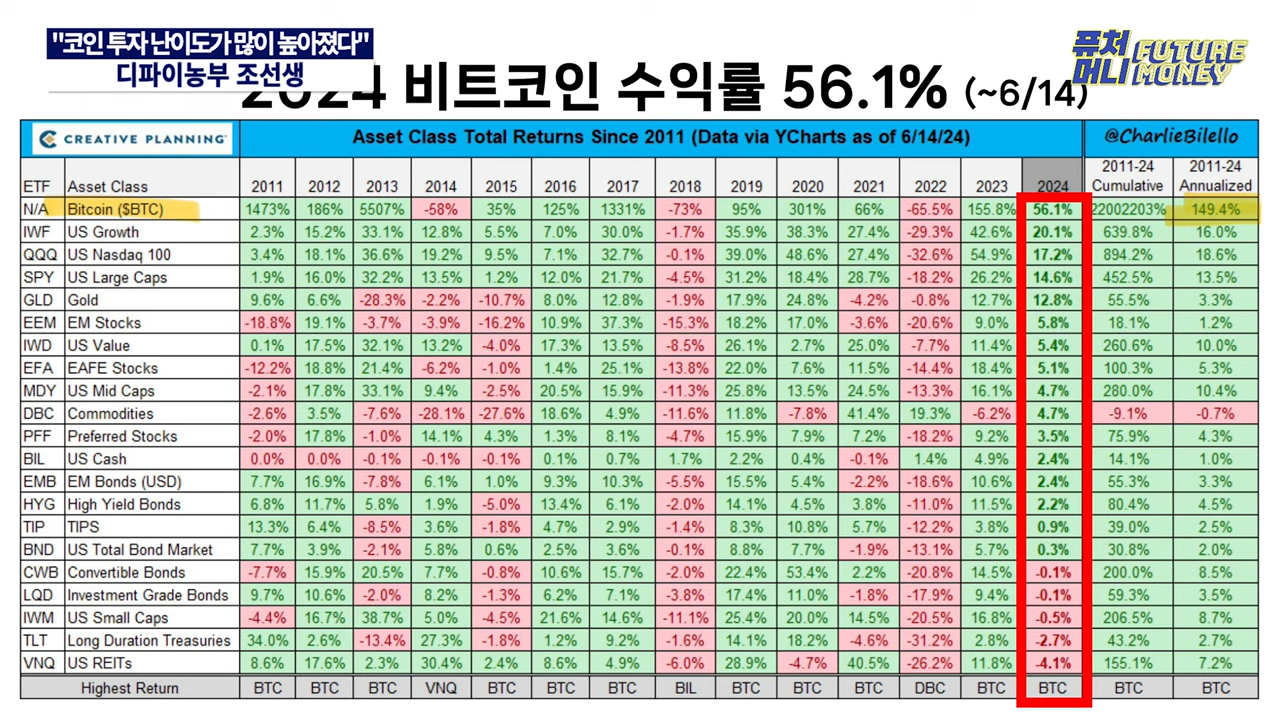 "코인 투자 난이도가 많이 높아졌다"
디파이농부 조선생
퓨처머니 FUTURE MONEY
2024 비트코인 수익률 56.1% (~6/14)
CREATIVE PLANNING Asset Class Total Returns Since 2011 (Data via YCharts as of 6/14/24) @CharlieBilello
ETF Asset Class 2011 2012 2013 2014 2015 2016 2017 2018 2019 2020 2021 2022 2023 2024 2011-24 Cumulative 2011-24 Annualized
N/A Bitcoin ($BTC) 1473% 186% 5507% -58% 35% 125% 1331% -73% 95% 301% 66% -65.5% 155.8% 56.1% 22002203% 149.4%
IWF US Growth 2.3% 15.2% 33.1% 12.8% 5.5% 7.0% 30.0% -1.7% 35.9% 38.3% 27.4% -29.3% 42.6% 20.1% 639.8% 16.0%
QQQ US Nasdaq 100 3.4% 18.1% 36.6% 19.2% 9.5% 7.1% 32.7% -0.1% 39.0% 48.6% 27.4% -32.6% 54.9% 17.2% 894.2% 18.6%
SPY US Large Caps 1.9% 16.0% 32.2% 13.5% 1.2% 12.0% 21.7% -4.5% 31.2% 18.4% 28.7% -18.2% 26.2% 14.6% 452.5% 13.5%
GLD Gold 9.6% 6.6% -28.3% -2.2% -10.7% 8.0% 12.8% -1.9% 17.9% 24.8% -4.2% -0.8% 12.7% 12.8% 55.5% 3.3%
EEM EM Stocks -18.8% 19.1% -3.7% -3.9% -16.2% 10.9% 37.3% -15.3% 18.2% 17.0% -3.6% -20.6% 9.0% 5.8% 18.1% 1.2%
IWD US Value 0.1% 17.5% 32.1% 13.2% -4.0% 17.3% 13.5% -8.5% 26.1% 2.7% 25.0% -7.7% 11.4% 5.4% 260.6% 10.0%
EFA EAFE Stocks -12.2% 18.8% 21.4% -6.2% -1.0% 1.4% 25.1% -13.8% 22.0% 7.6% 11.5% -14.4% 18.4% 5.1% 100.3% 5.3%
MDY US Mid Caps -2.1% 17.8% 33.1% 9.4% -2.5% 20.5% 15.9% -11.3% 25.8% 13.5% 24.5% -13.3% 16.1% 4.7% 280.0% 10.4%
DBC Commodities -2.6% 3.5% -7.6% -28.1% -27.6% 18.6% 4.9% -11.6% 11.8% -7.8% 41.4% 19.3% -6.2% 4.7% -9.1% -0.7%
PFF Preferred Stocks -2.0% 17.8% -1.0% 14.1% 4.3% 1.3% 8.1% -4.7% 15.9% 7.9% 7.2% -18.2% 9.2% 3.5% 75.9% 4.3%
BIL US Cash 0.0% 0.0% -0.1% -0.1% -0.1% 0.1% 0.7% 1.7% 2.2% 0.4% -0.1% 1.4% 4.9% 2.4% 14.1% 1.0%
EMB EM Bonds (USD) 7.7% 16.9% -7.8% 6.1% 1.0% 9.3% 10.3% -5.5% 15.5% 5.4% -2.2% -18.6% 10.6% 2.4% 55.3% 3.3%
HYG High Yield Bonds 6.8% 11.7% 5.8% 1.9% -5.0% 13.4% 6.1% -2.0% 14.1% 4.5% 3.8% -11.0% 11.5% 2.2% 80.4% 4.5%
TIP TIPS 13.3% 6.4% -8.5% 3.6% -1.8% 4.7% 2.9% -1.4% 8.3% 10.8% 5.7% -12.2% 3.8% 0.9% 39.0% 2.5%
BND US Total Bond Market 7.7% 3.9% -2.1% 5.8% 0.6% 2.5% 3.6% -0.1% 8.8% 7.7% -1.9% -13.1% 5.7% 0.3% 30.8% 2.0%
CWB Convertible Bonds -7.7% 15.9% 20.5% 7.7% -0.8% 10.6% 15.7% -2.0% 22.4% 53.4% 2.2% -20.8% 14.5% -0.1% 200.0% 8.5%
LQD Investment Grade Bonds 9.7% 10.6% -2.0% 8.2% -1.3% 6.2% 7.1% -3.8% 17.4% 11.0% -1.8% -17.9% 9.4% -0.1% 59.3% 3.5%
IWM US Small Caps -4.4% 16.7% 38.7% 5.0% -4.5% 21.6% 14.6% -11.1% 25.4% 20.0% 14.5% -20.5% 16.8% -0.5% 206.5% 8.7%
TLT Long Duration Treasuries 34.0% 2.6% -13.4% 27.3% -1.8% 1.2% 9.2% -1.6% 14.1% 18.2% -4.6% -31.2% 2.8% -2.7% 43.2% 2.7%
VNQ US REITs 8.6% 17.6% 2.3% 30.4% 2.4% 8.6% 4.9% -6.0% 28.9% -4.7% 40.5% -26.2% 11.8% -4.1% 155.1% 7.2%
Highest Return BTC BTC BTC VNQ BTC BTC BTC BIL BTC BTC BTC DBC BTC BTC BTC BTC